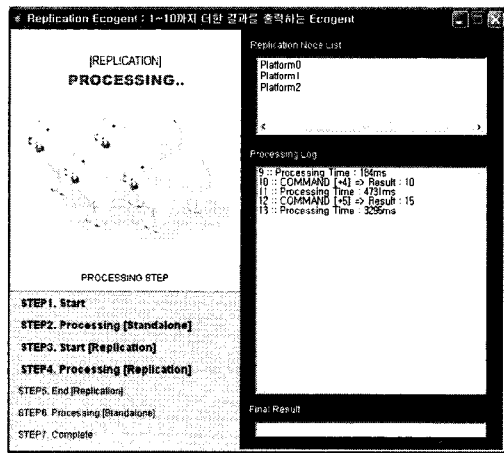 Replication Ecogent : 1~10까지 더한 결과를 출력하는 Ecogent
[REPLICATION]
PROCESSING..
PROCESSING STEP
STEP1. Start
STEP2. Processing [Standalone]
STEP3. Start [Replication]
STEP4. Processing [Replication]
STEP5. End [Replication]
STEP6. Processing [Standalone]
STEP7. Complete
Replication Node List
Platform0
Platform1
Platform2
Processing Log
9 :: Processing Time : 184ms
10 :: COMMAND [+4] => Result : 10
11 :: Processing Time : 4731ms
12 :: COMMAND [+5] => Result : 15
13 :: Processing Time : 3295ms
Final Result